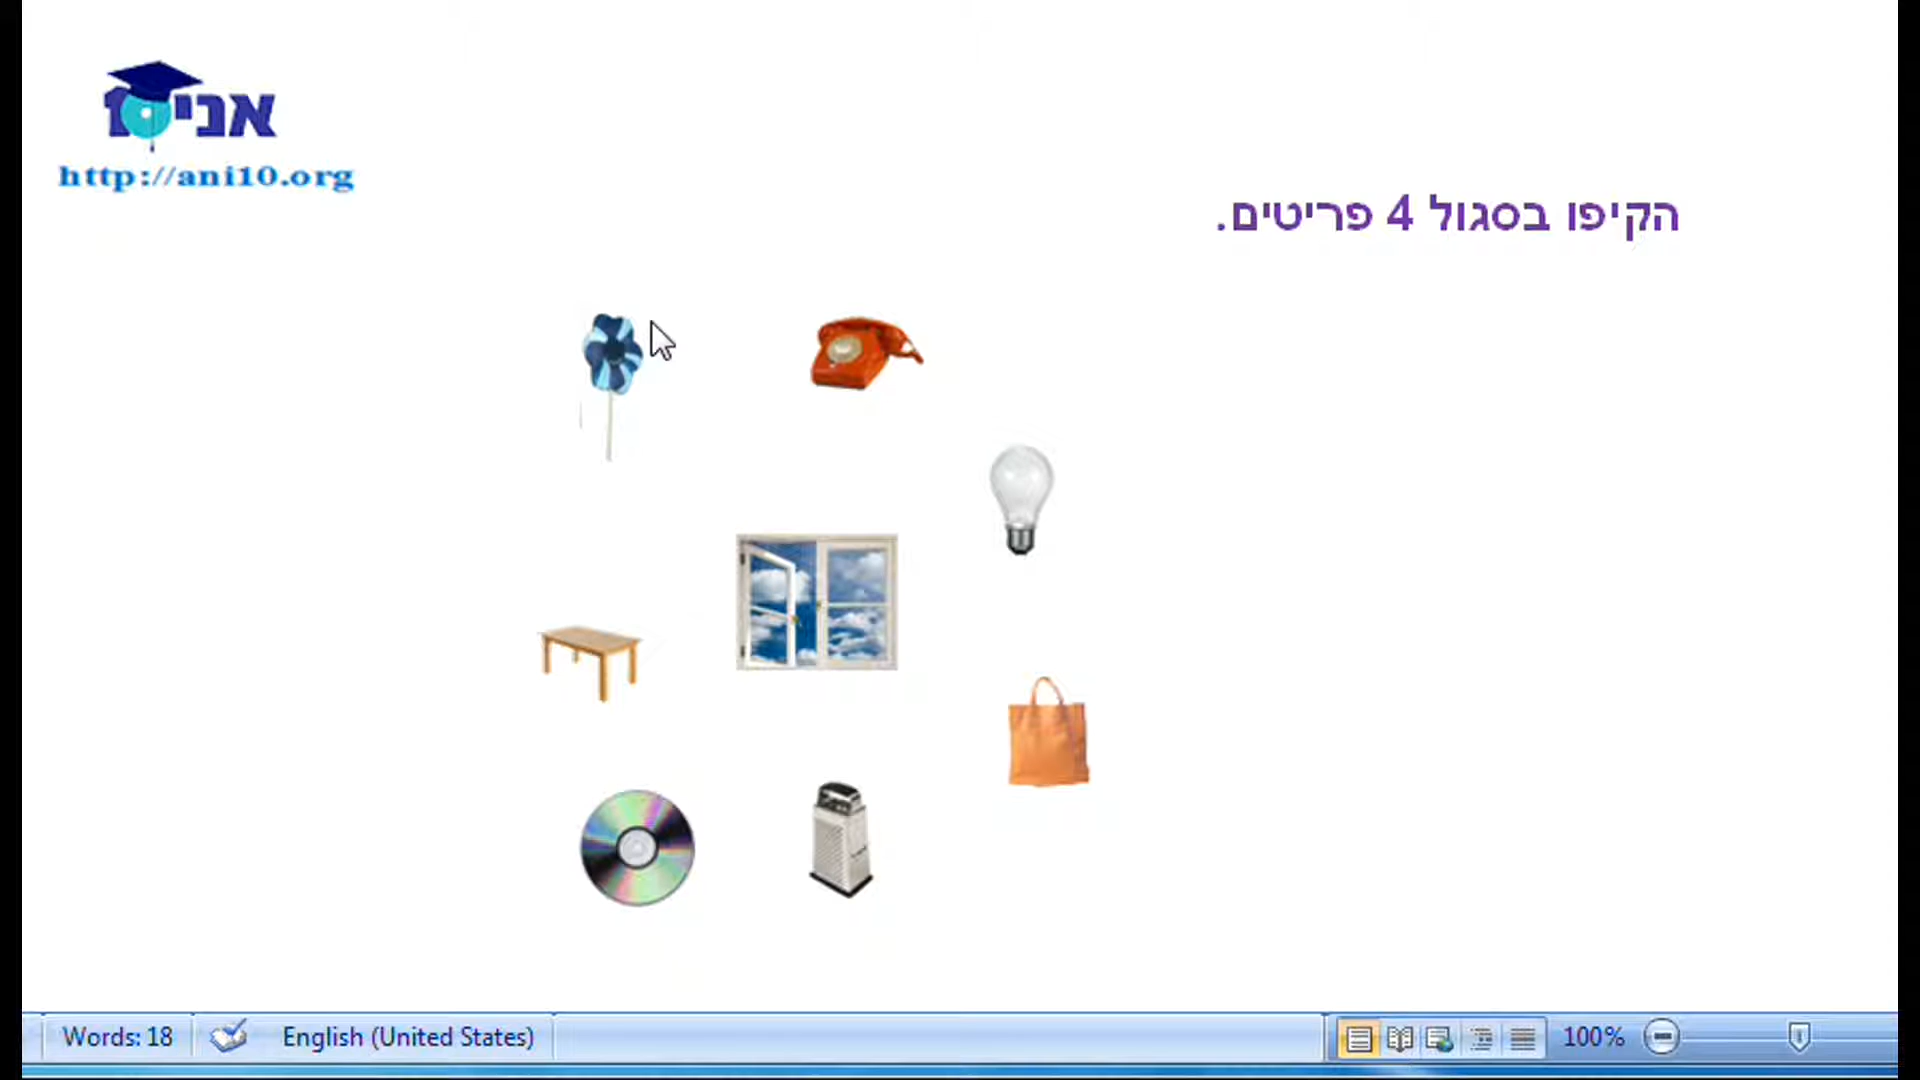 אני10
http://ani10.org
הקיפו בסגול 4 פריטים.
Words: 18
English (United States)
100%